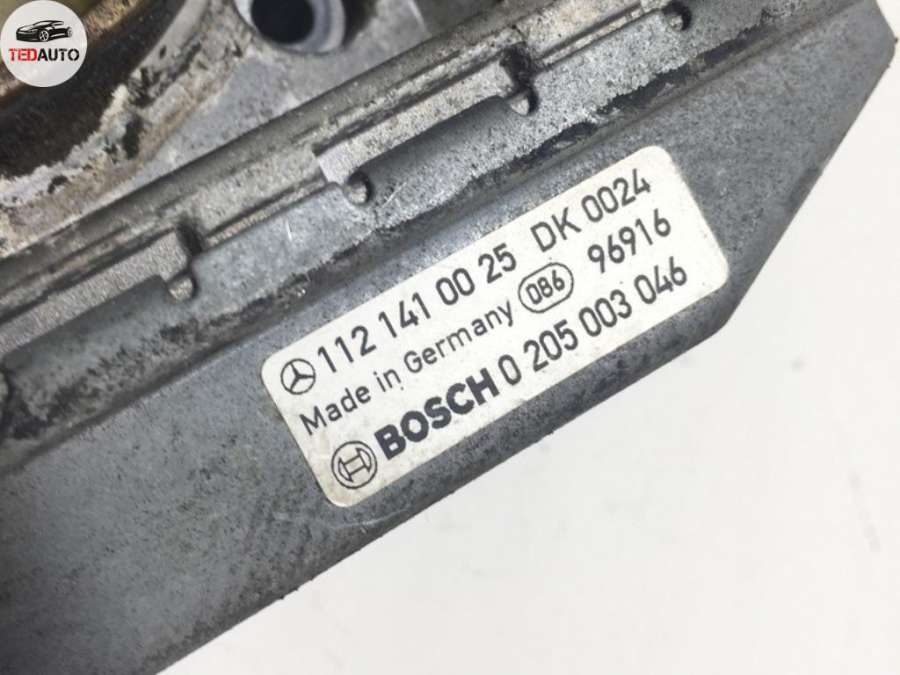 TEDAUTO
112 141 00 25 DK 0024
Made in Germany 086 96916
BOSCH 0 205 003 046